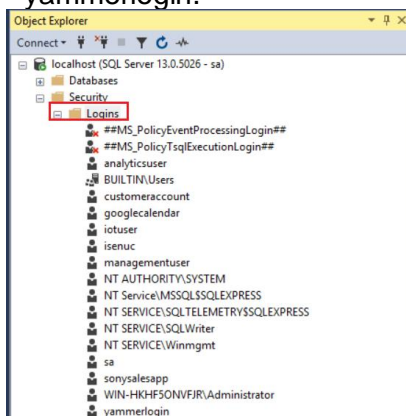 yammerlogin.
Object Explorer
Connect
localhost (SQL Server 13.0.5026 - sa)
Databases
Security
Logins
##MS_PolicyEventProcessingLogin##
##MS_PolicyTsqlExecutionLogin##
analyticsuser
BUILTIN\Users
customeraccount
googlecalendar
iotuser
isenuc
managementuser
NT AUTHORITY\SYSTEM
NT Service\MSSQL$SQLEXPRESS
NT SERVICE\SQLTELEMETRY$SQLEXPRESS
NT SERVICE\SQLWriter
NT SERVICE\Winmgmt
sa
sonysalesapp
WIN-HKHF5ONVFJR\Administrator
yammerlogin